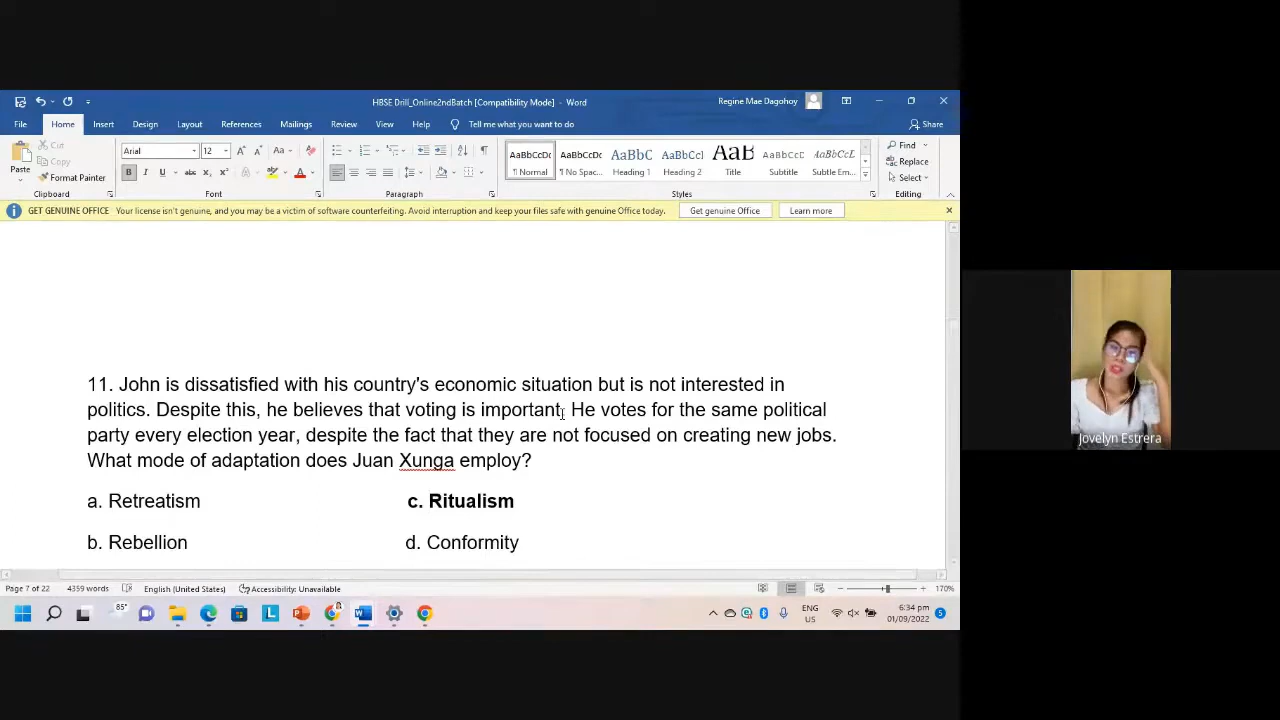 HBSE Drill_Online2ndBatch [Compatibility Mode] - Word
Regine Mae Dagohoy
File Home Insert Design Layout References Mailings Review View Help Tell me what you want to do Share
Paste
Cut
Copy
Format Painter
Clipboard
Arial 12
Font
Paragraph
AaBbCcDc AaBbCcDc AaBbC AaBbCcl AaB AaBbCcC AaBbCcL
¶ Normal ¶ No Spac... Heading 1 Heading 2 Title Subtitle Subtle Em...
Styles
Find
Replace
Select
Editing
GET GENUINE OFFICE Your license isn't genuine, and you may be a victim of software counterfeiting. Avoid interruption and keep your files safe with genuine Office today. Get genuine Office Learn more
11. John is dissatisfied with his country's economic situation but is not interested in
politics. Despite this, he believes that voting is important. He votes for the same political
party every election year, despite the fact that they are not focused on creating new jobs.
What mode of adaptation does Juan Xunga employ?
a. Retreatism c. Ritualism
b. Rebellion d. Conformity
Jovelyn Estrera
Page 7 of 22 4359 words English (United States) Accessibility: Unavailable 170%
85°
ENG
US
6:34 pm
01/09/2022
5